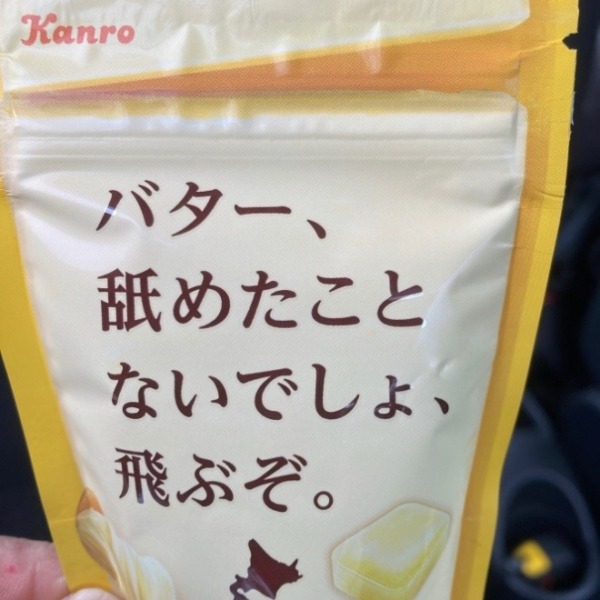 Kanro
バター、
舐めたこと
ないでしょ、
飛ぶぞ。